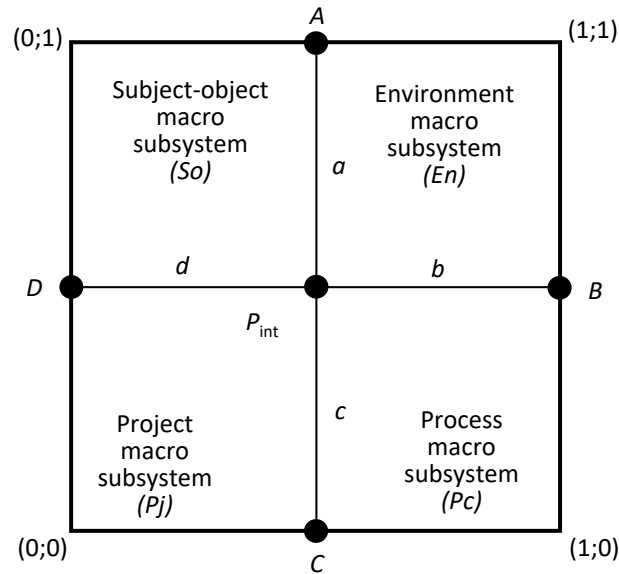 A
(0;1)
(1;1)
Subject-object
macro
subsystem
(So)
Environment
macro
subsystem
(En)
a
d
b
D
B
Pint
c
Project
macro
subsystem
(Pj)
Process
macro
subsystem
(Pc)
(0;0)
(1;0)
C